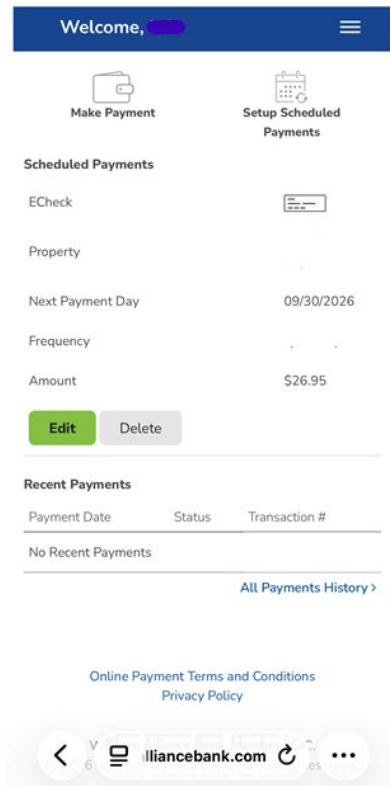 Welcome,
Make Payment
Setup Scheduled
Payments
Scheduled Payments
ECheck
Property
Next Payment Day 09/30/2026
Frequency
Amount $26.95
Edit Delete
Recent Payments
Payment Date Status Transaction #
No Recent Payments
All Payments History >
Online Payment Terms and Conditions
Privacy Policy
lliancebank.com